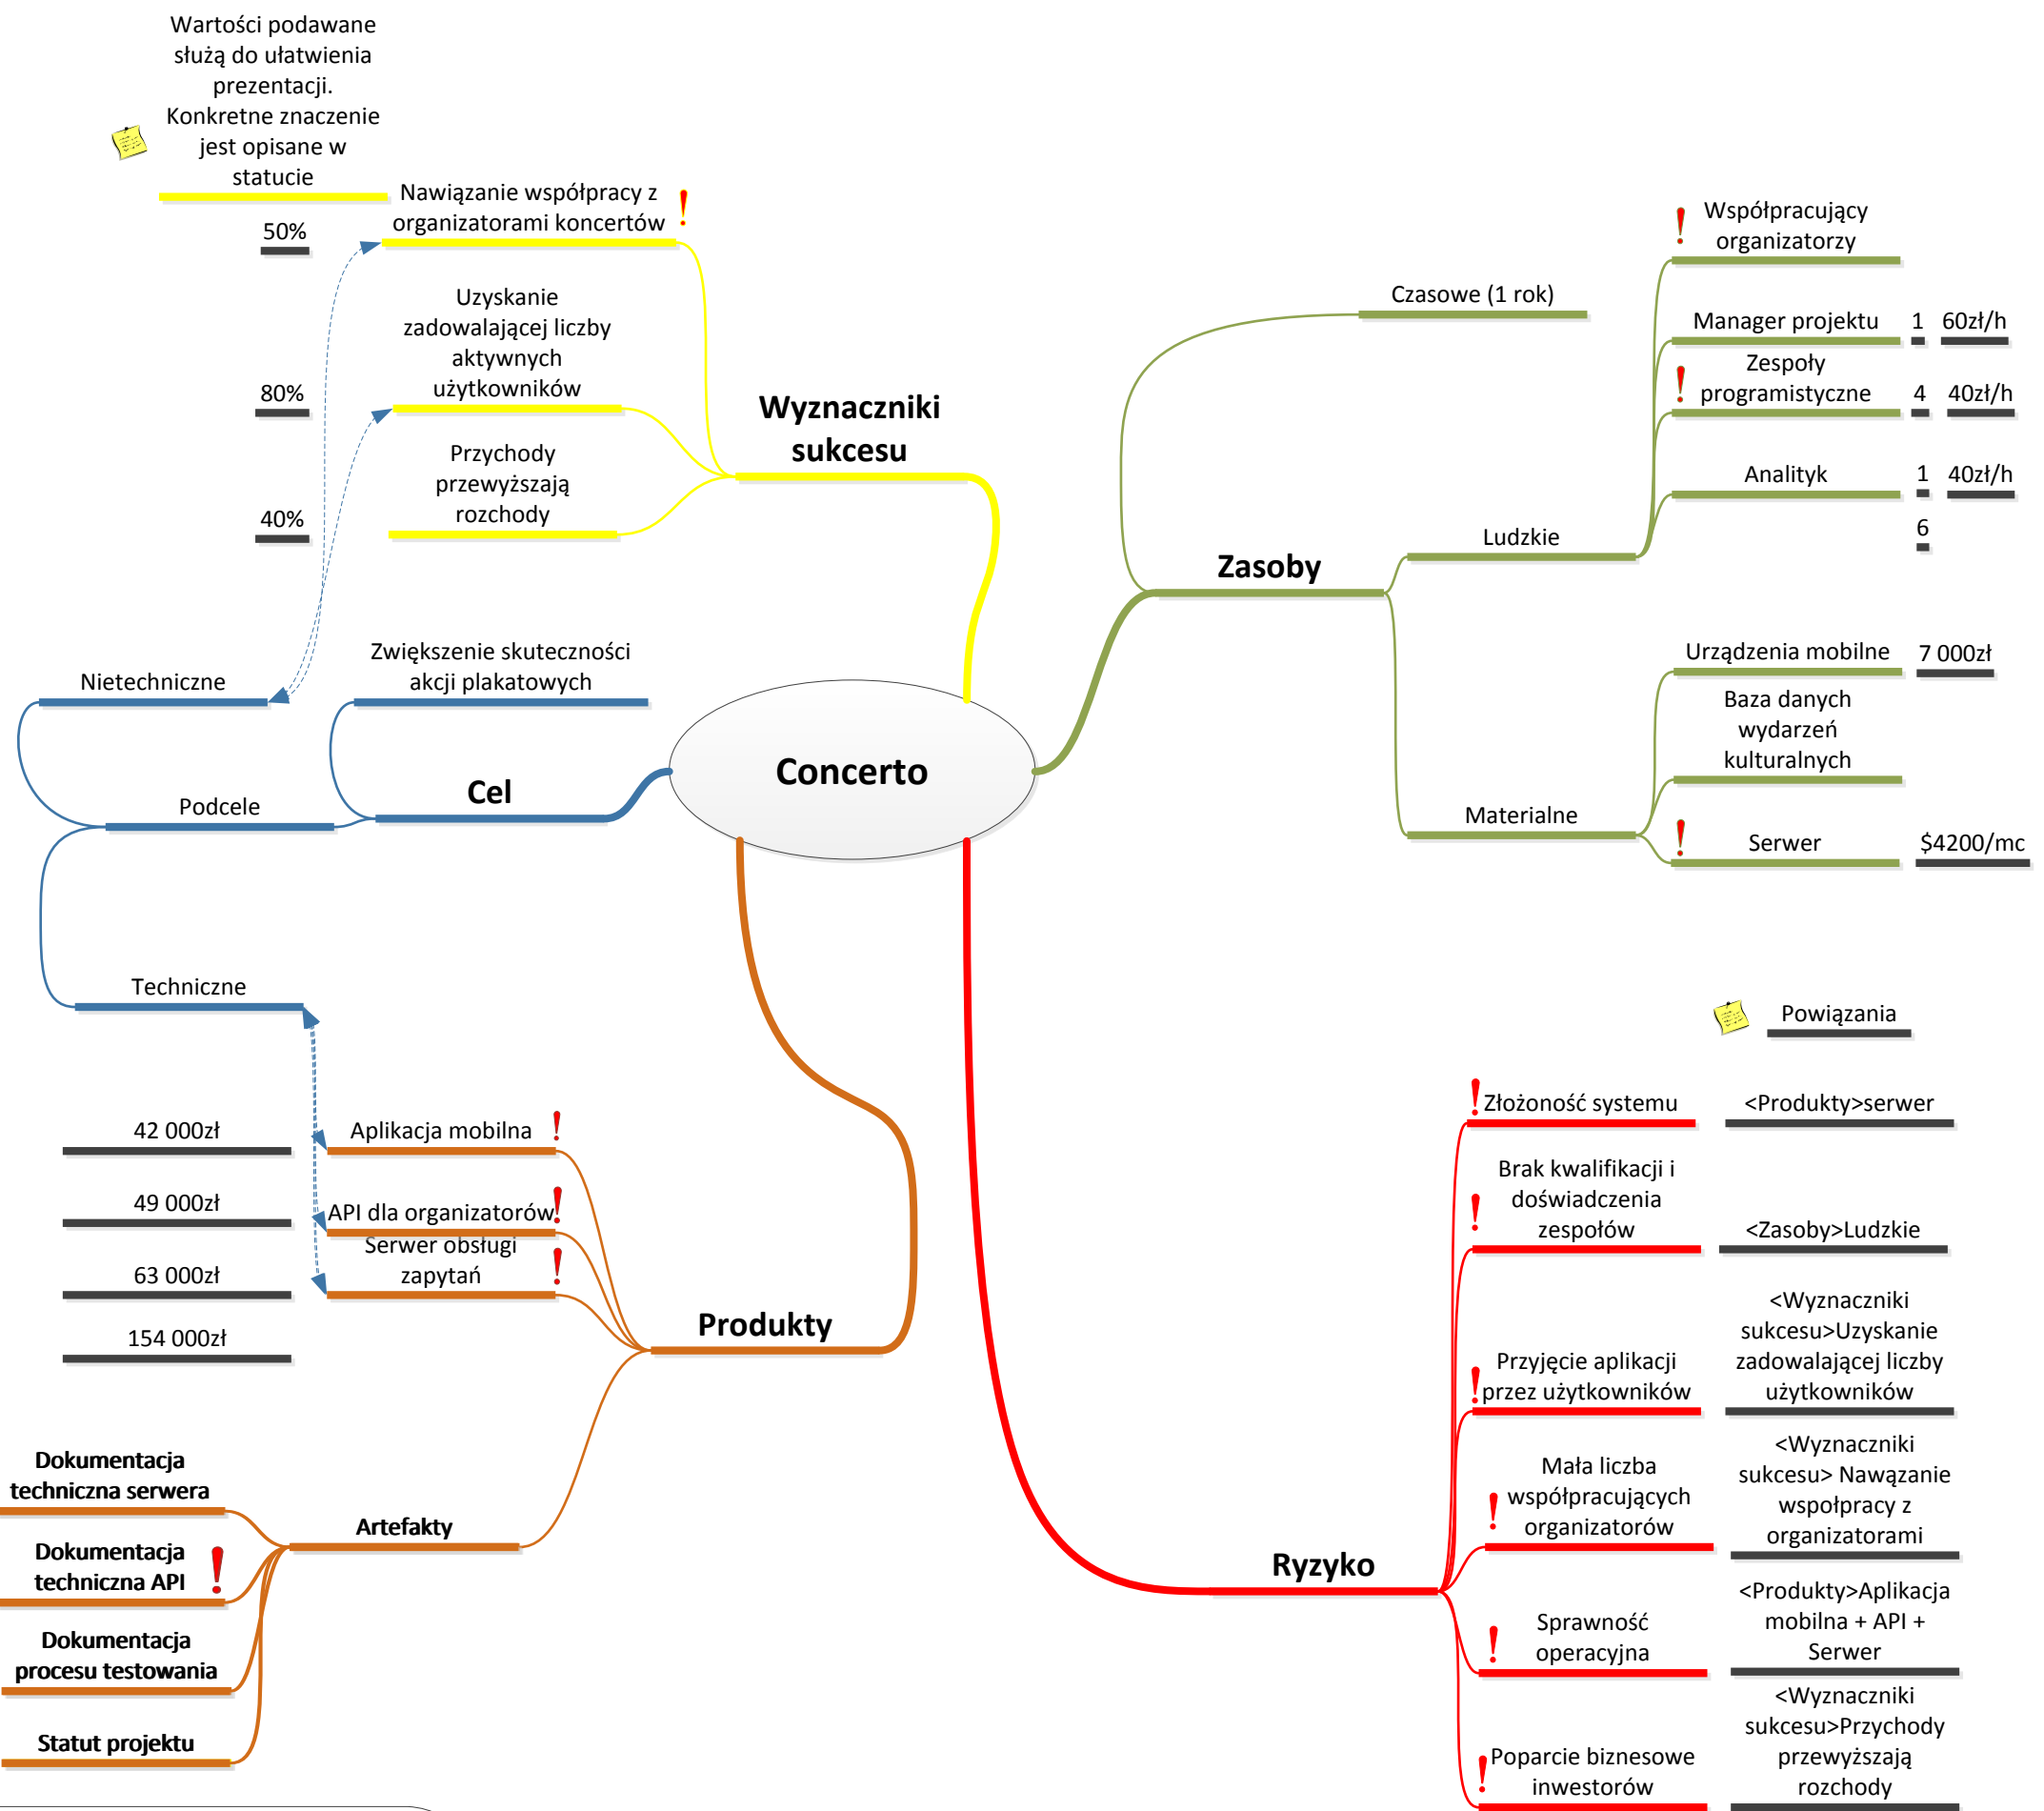 Wartości podawane
służą do ułatwienia
prezentacji.
Konkretne znaczenie
jest opisane w
statucie
Nawiązanie współpracy z
organizatorami koncertów
50%
Uzyskanie
zadowalającej liczby
aktywnych
użytkowników
80%
Przychody
przewyższają
rozchody
40%
Wyznaczniki
sukcesu
Czasowe (1 rok)
Współpracujący
organizatorzy
Manager projektu 1 60zł/h
Zespoły
programistyczne 4 40zł/h
Analityk 1 40zł/h
6
Ludzkie
Zasoby
Urządzenia mobilne 7 000zł
Baza danych
wydarzeń
kulturalnych
Materialne
Serwer $4200/mc
Zwiększenie skuteczności
akcji plakatowych
Nietechniczne
Cel
Podcele
Concerto
Techniczne
42 000zł Aplikacja mobilna
49 000zł API dla organizatorów
Serwer obsługi
zapytań
63 000zł
154 000zł
Produkty
Dokumentacja
techniczna serwera
Artefakty
Dokumentacja
techniczna API
Dokumentacja
procesu testowania
Statut projektu
Powiązania
Złożoność systemu <Produkty>serwer
Brak kwalifikacji i
doświadczenia
zespołów <Zasoby>Ludzkie
Przyjęcie aplikacji
przez użytkowników
<Wyznaczniki
sukcesu>Uzyskanie
zadowalającej liczby
użytkowników
Mała liczba
współpracujących
organizatorów
<Wyznaczniki
sukcesu> Nawązanie
wspołpracy z
organizatorami
Ryzyko
Sprawność
operacyjna
<Produkty>Aplikacja
mobilna + API +
Serwer
Poparcie biznesowe
inwestorów
<Wyznaczniki
sukcesu>Przychody
przewyższają
rozchody